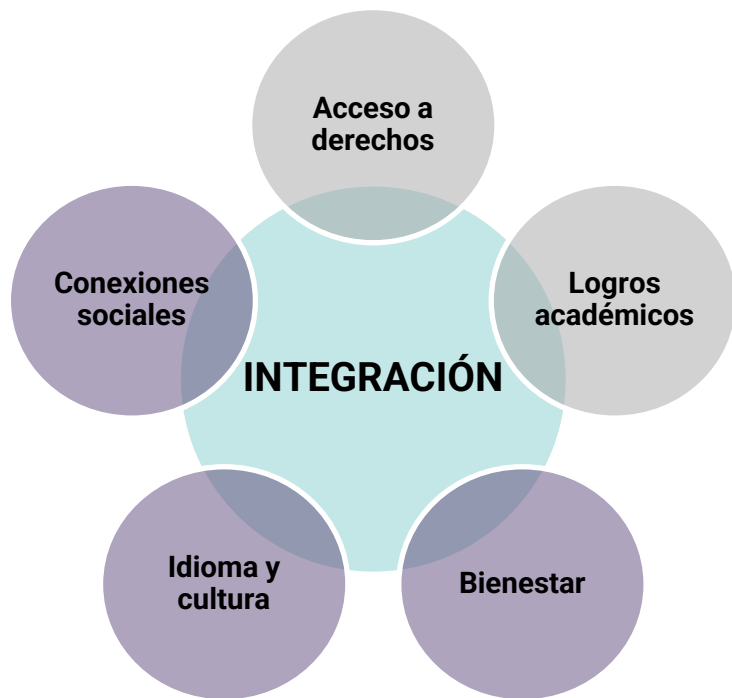 Acceso a
derechos
Conexiones
sociales
Logros
académicos
INTEGRACIÓN
Idioma y
cultura
Bienestar